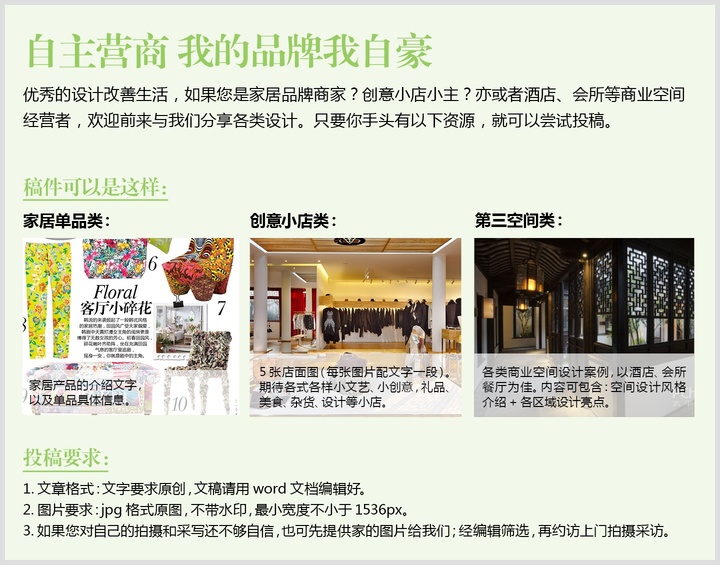 自主营商 我的品牌我自豪
优秀的设计改善生活，如果您是家居品牌商家？创意小店小主？亦或者酒店、会所等商业空间
经营者，欢迎前来与我们分享各类设计。只要你手头有以下资源，就可以尝试投稿。
稿件可以是这样：
家居单品类：
6
Floral
客厅小碎花
7
10
家居产品的介绍文字，
以及单品具体信息。
创意小店类：
5 张店面图（每张图片配文字一段）。
期待各式各样小文艺、小创意，礼品、
美食、杂货、设计等小店。
第三空间类：
各类商业空间设计案例，以酒店、会所
餐厅为佳。内容可包含：空间设计风格
介绍 + 各区域设计亮点。
投稿要求：
1. 文章格式：文字要求原创，文稿请用 word 文档编辑好。
2. 图片要求：jpg 格式原图，不带水印，最小宽度不小于 1536px。
3. 如果您对自己的拍摄和采写还不够自信，也可先提供家的图片给我们；经编辑筛选，再约访上门拍摄采访。